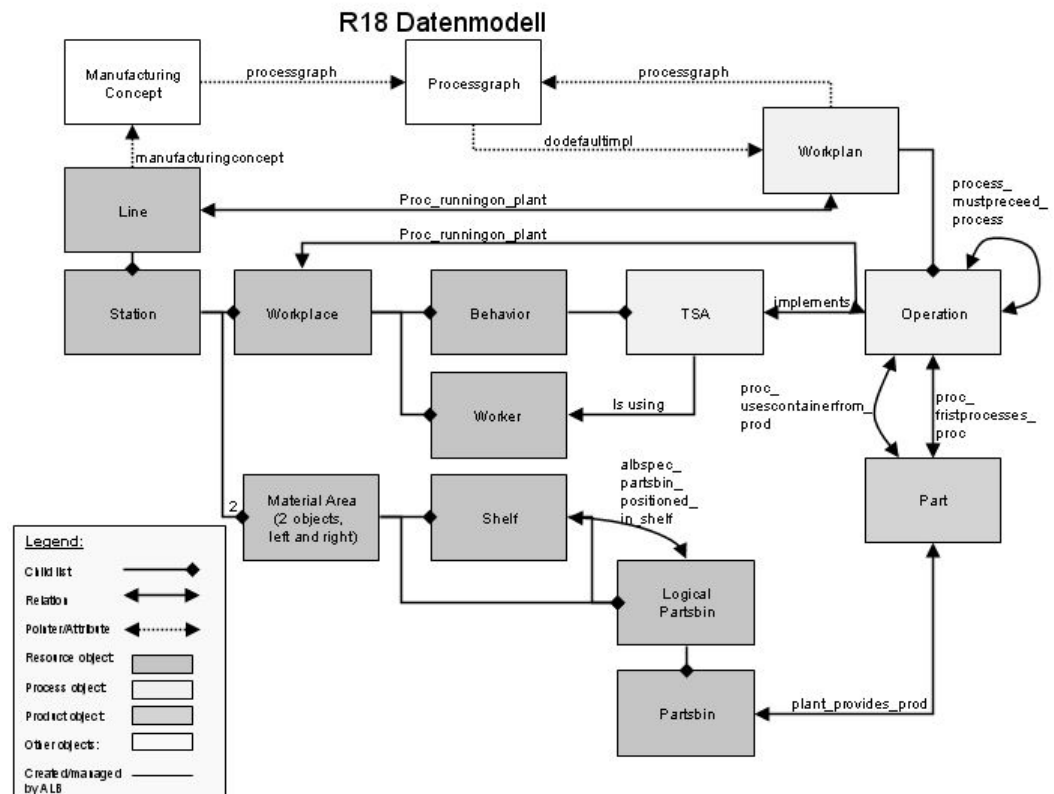 R18 Datenmodell
Manufacturing
Concept
processgraph
Processgraph
processgraph
dodefaultimpl
Workplan
manufacturingconcept
Line
Proc_runningon_plant
process_
mustpreceed_
process
Proc_runningon_plant
Station
Workplace
Behavior
TSA
implements
Operation
Worker
Is using
proc_
usescontainerfrom_
prod
proc_
fristprocesses_
proc
2
Material Area
(2 objects,
left and right)
Shelf
albspec_
partsbin_
positioned_
in_shelf
Part
Logical
Partsbin
Partsbin
plant_provides_prod
Legend:
Child list
Relation
Pointer/Attribute
Resource object:
Process object:
Product object:
Other objects:
Created/managed
by ALB